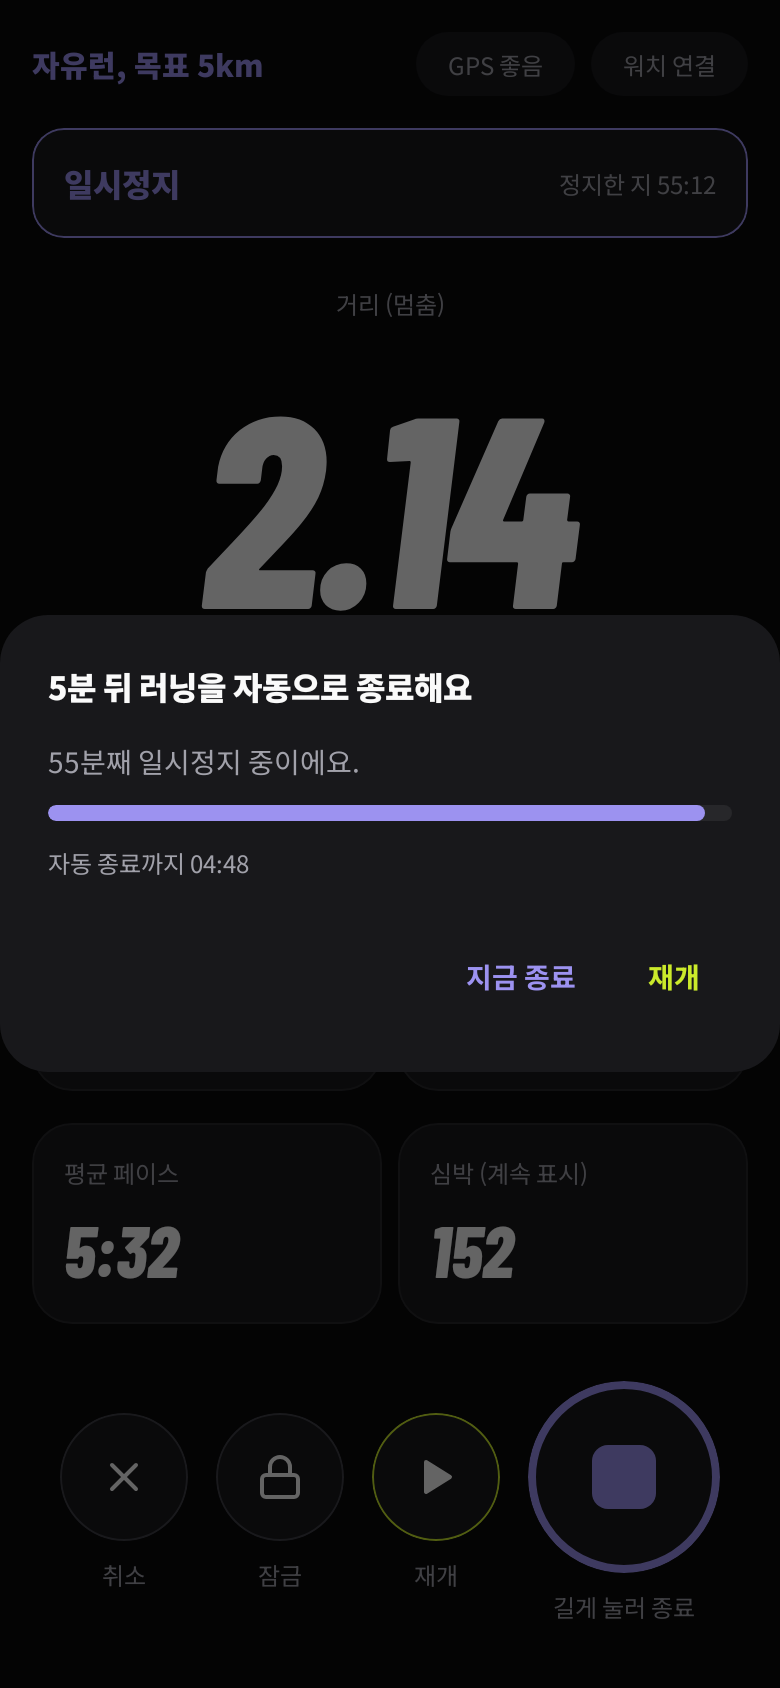 자유런, 목표 5km
GPS 좋음
워치 연결
일시정지
정지한 지 55:12
거리 (멈춤)
2.14
5분 뒤 러닝을 자동으로 종료해요
55분째 일시정지 중이에요.
자동 종료까지 04:48
지금 종료
재개
평균 페이스
심박 (계속 표시)
5:32
152
취소
잠금
재개
길게 눌러 종료